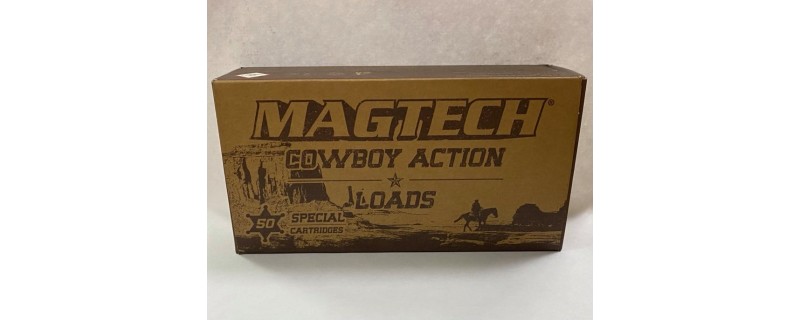 MAGTECH®
COWBOY ACTION
LOADS
50
SPECIAL
CARTRIDGES